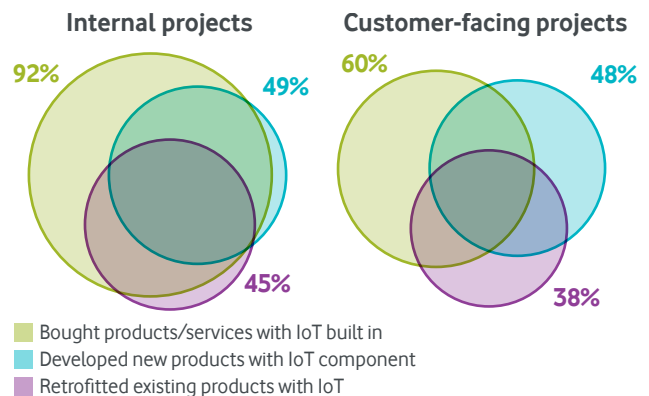 Internal projects
92%
49%
45%
Customer-facing projects
60%
48%
38%
Bought products/services with IoT built in
Developed new products with IoT component
Retrofitted existing products with IoT